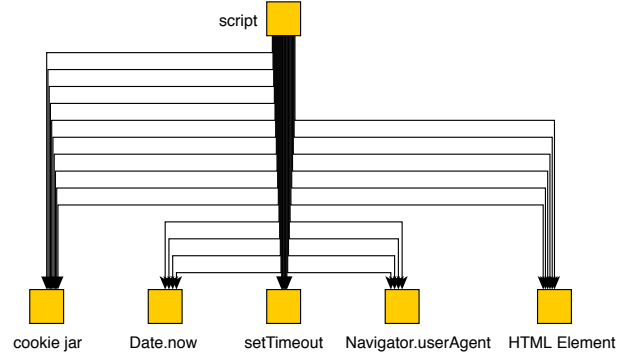 script
cookie jar
Date.now
setTimeout
Navigator.userAgent
HTML Element